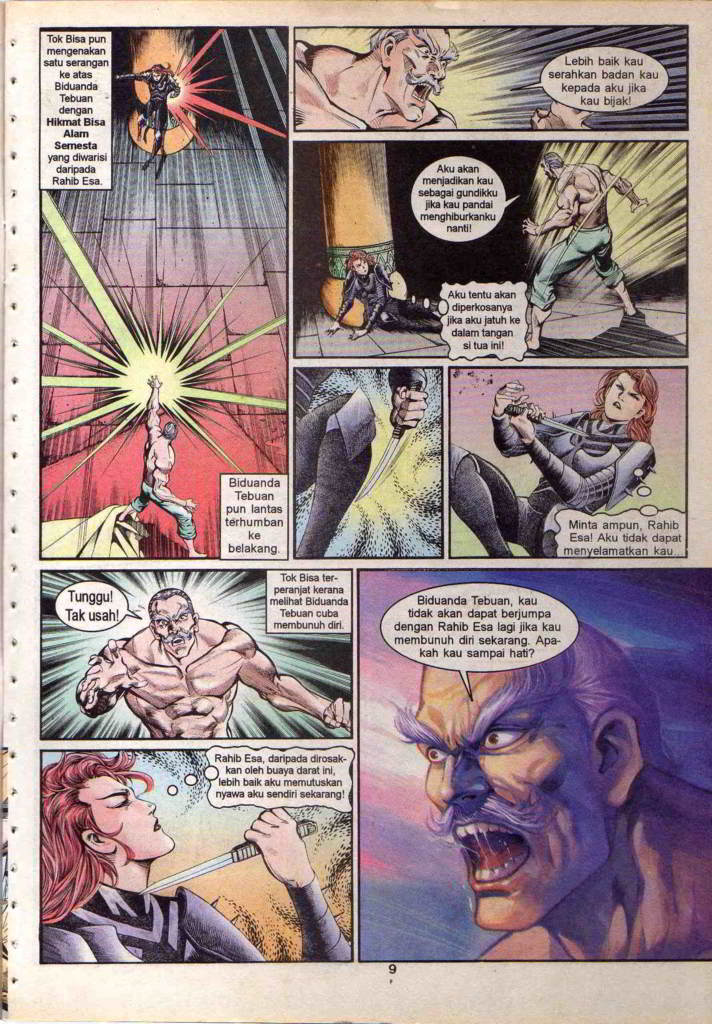 Tok Bisa pun
mengenakan
satu serangan
ke atas
Biduanda
Tebuan
dengan
Hikmat Bisa
Alam
Semesta
yang diwarisi
daripada
Rahib Esa.
Biduanda
Tebuan
pun lantas
terhumban
ke
belakang.
Lebih baik kau
serahkan badan kau
kepada aku jika
kau bijak!
Aku akan
menjadikan kau
sebagai gundikku
jika kau pandai
menghiburkanku
nanti!
Aku tentu akan
diperkosanya
jika aku jatuh ke
dalam tangan
si tua ini!
Minta ampun, Rahib
Esa! Aku tidak dapat
menyelamatkan kau....
Tunggu!
Tak usah!
Tok Bisa ter-
peranjat kerana
melihat Biduanda
Tebuan cuba
membunuh diri.
Rahib Esa, daripada dirosak-
kan oleh buaya darat ini,
lebih baik aku memutuskan
nyawa aku sendiri sekarang!
Biduanda Tebuan, kau
tidak akan dapat berjumpa
dengan Rahib Esa lagi jika kau
membunuh diri sekarang. Apa-
kah kau sampai hati?
9